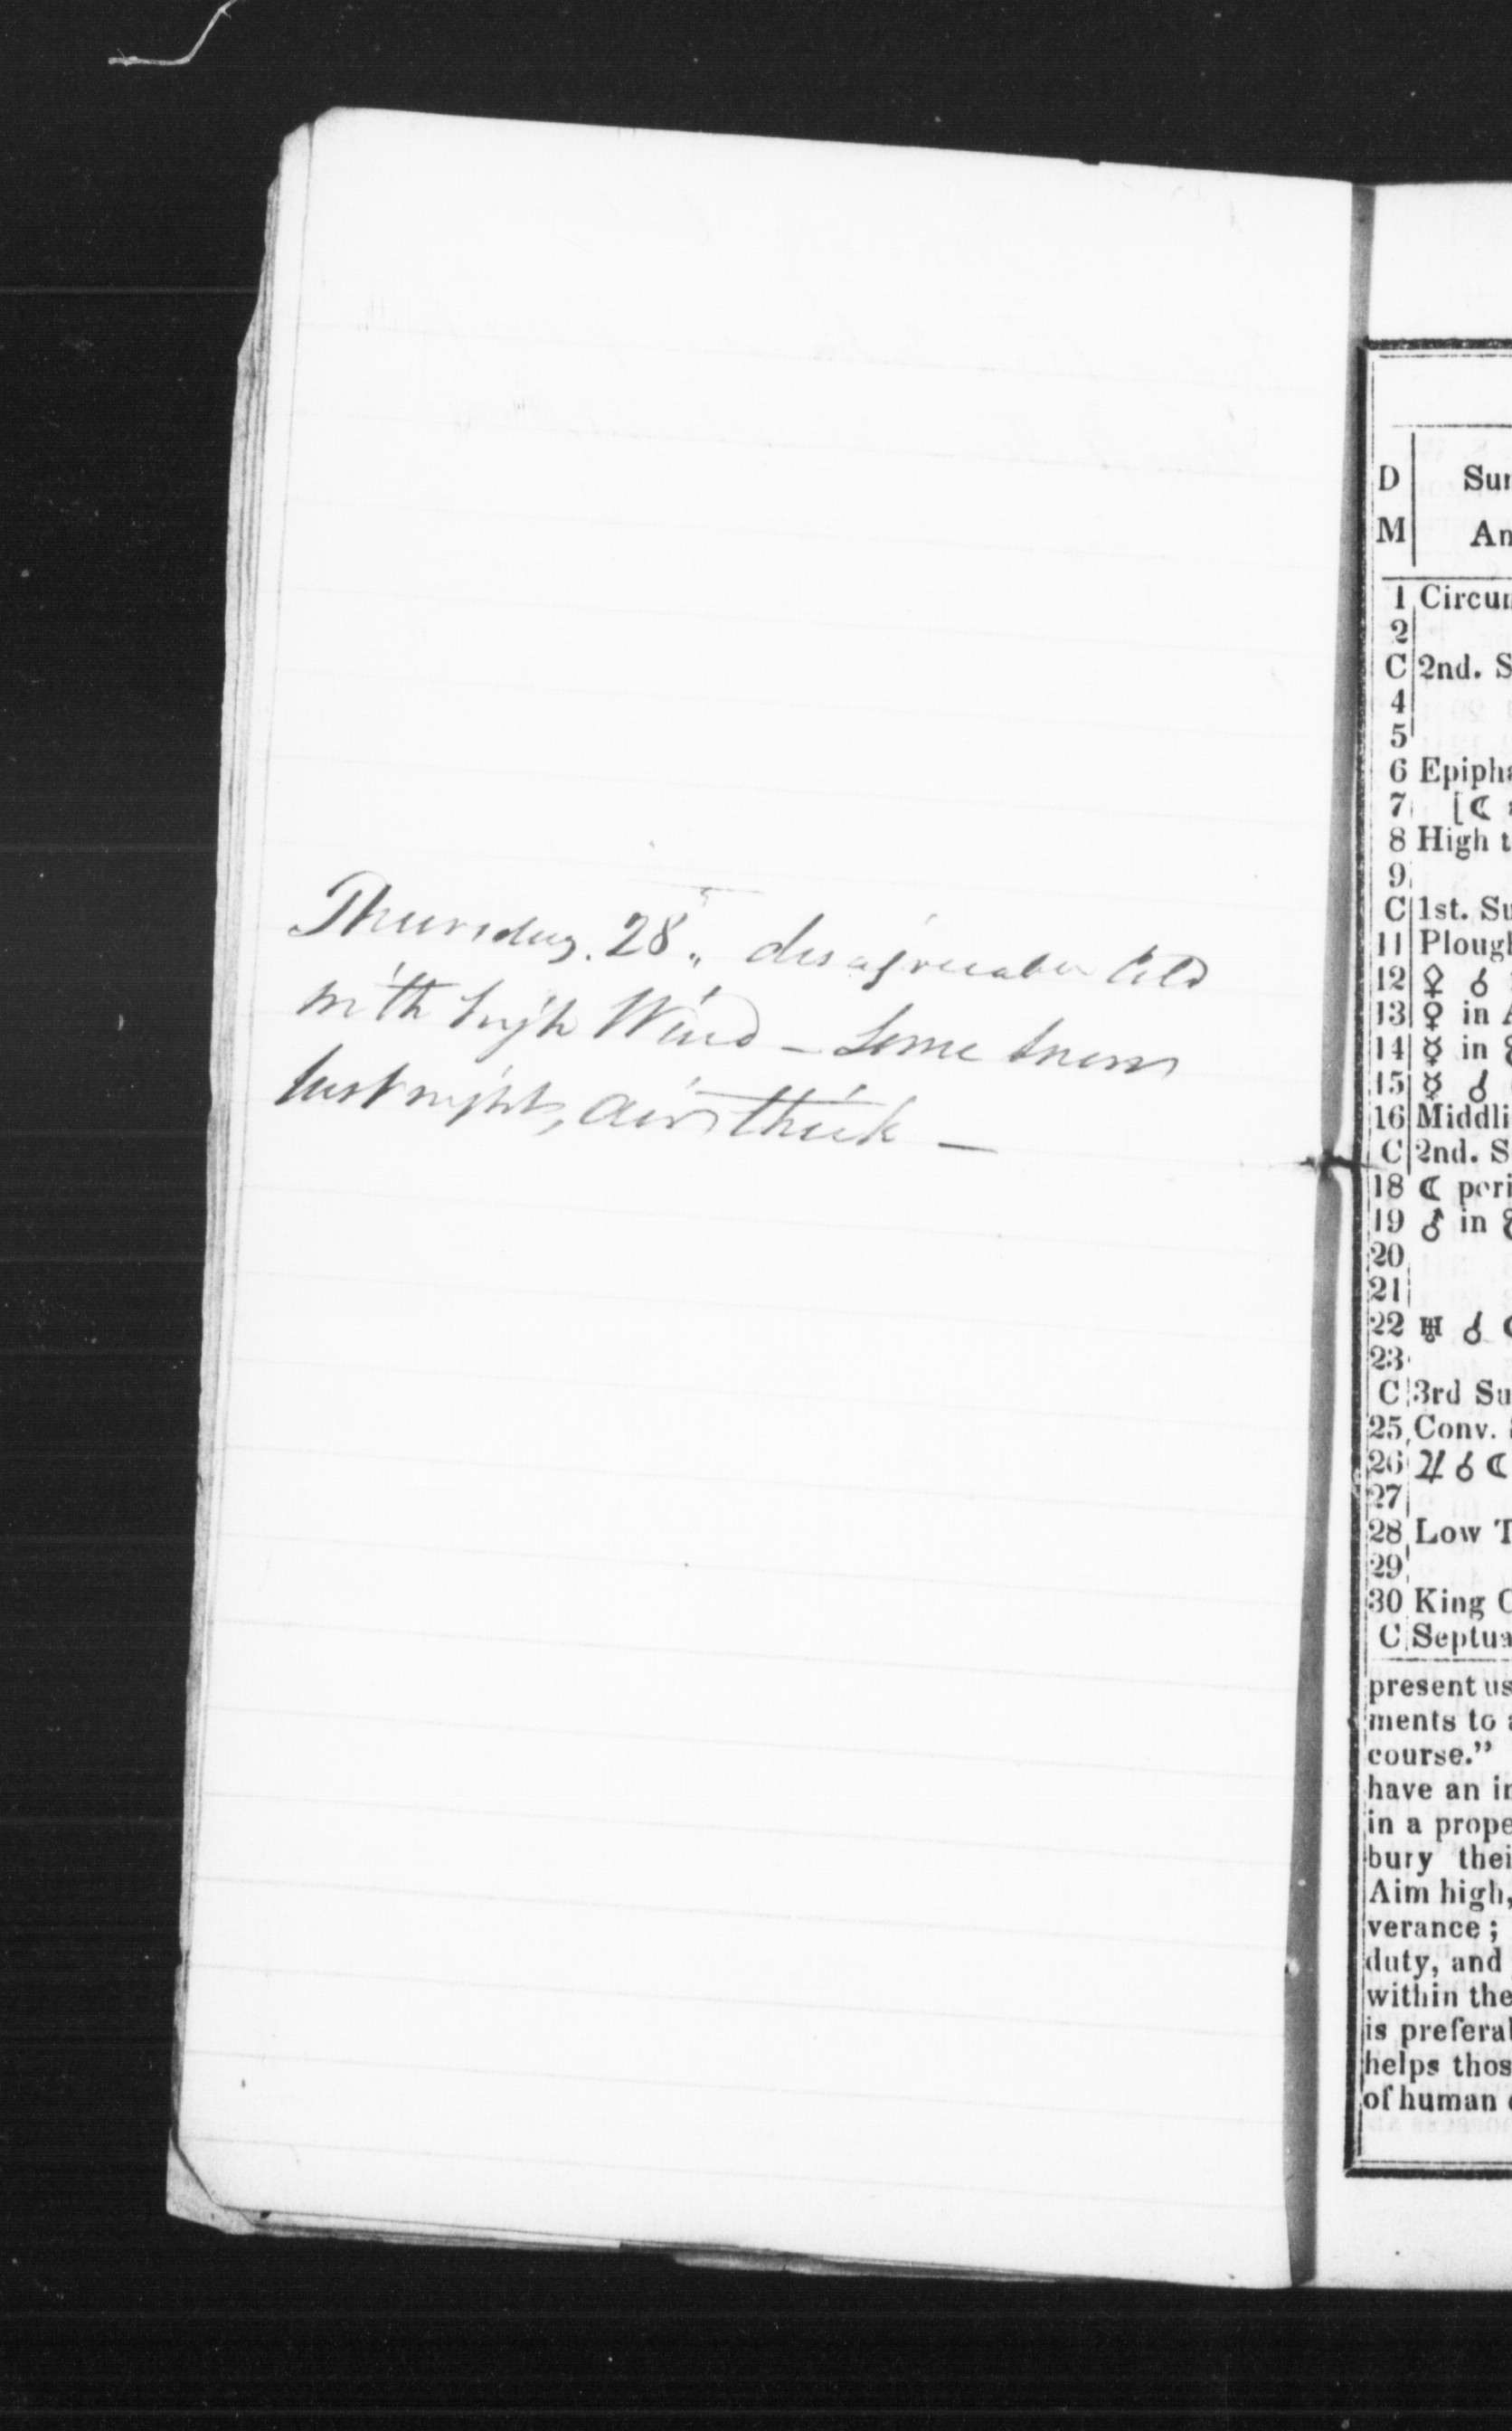 Thursday. 28th disagreeable Cold
with high Wind – Some Snow
last night, air thick –
D Sun
M An
1 Circum
2
C 2nd. S
4
5
6 Epipha
7 [☾
8 High t
9
C 1st. Su
11 Plough
12 ⚴ ☌
13 ♀ in A
14 ☿ in
15 ☿ ☌
16 Middli
C 2nd. S
18 ☾ peri
19 ♂ in
20
21
22 ♅ ☌
23
C 3rd Su
25 Conv.
26 ♃ ☌ ☾
27
28 Low T
29
30 King C
C Septua
present us
ments to a
course.”
have an in
in a prope
bury thei
Aim high,
verance ;
duty, and
within the
is preferal
helps thos
of human